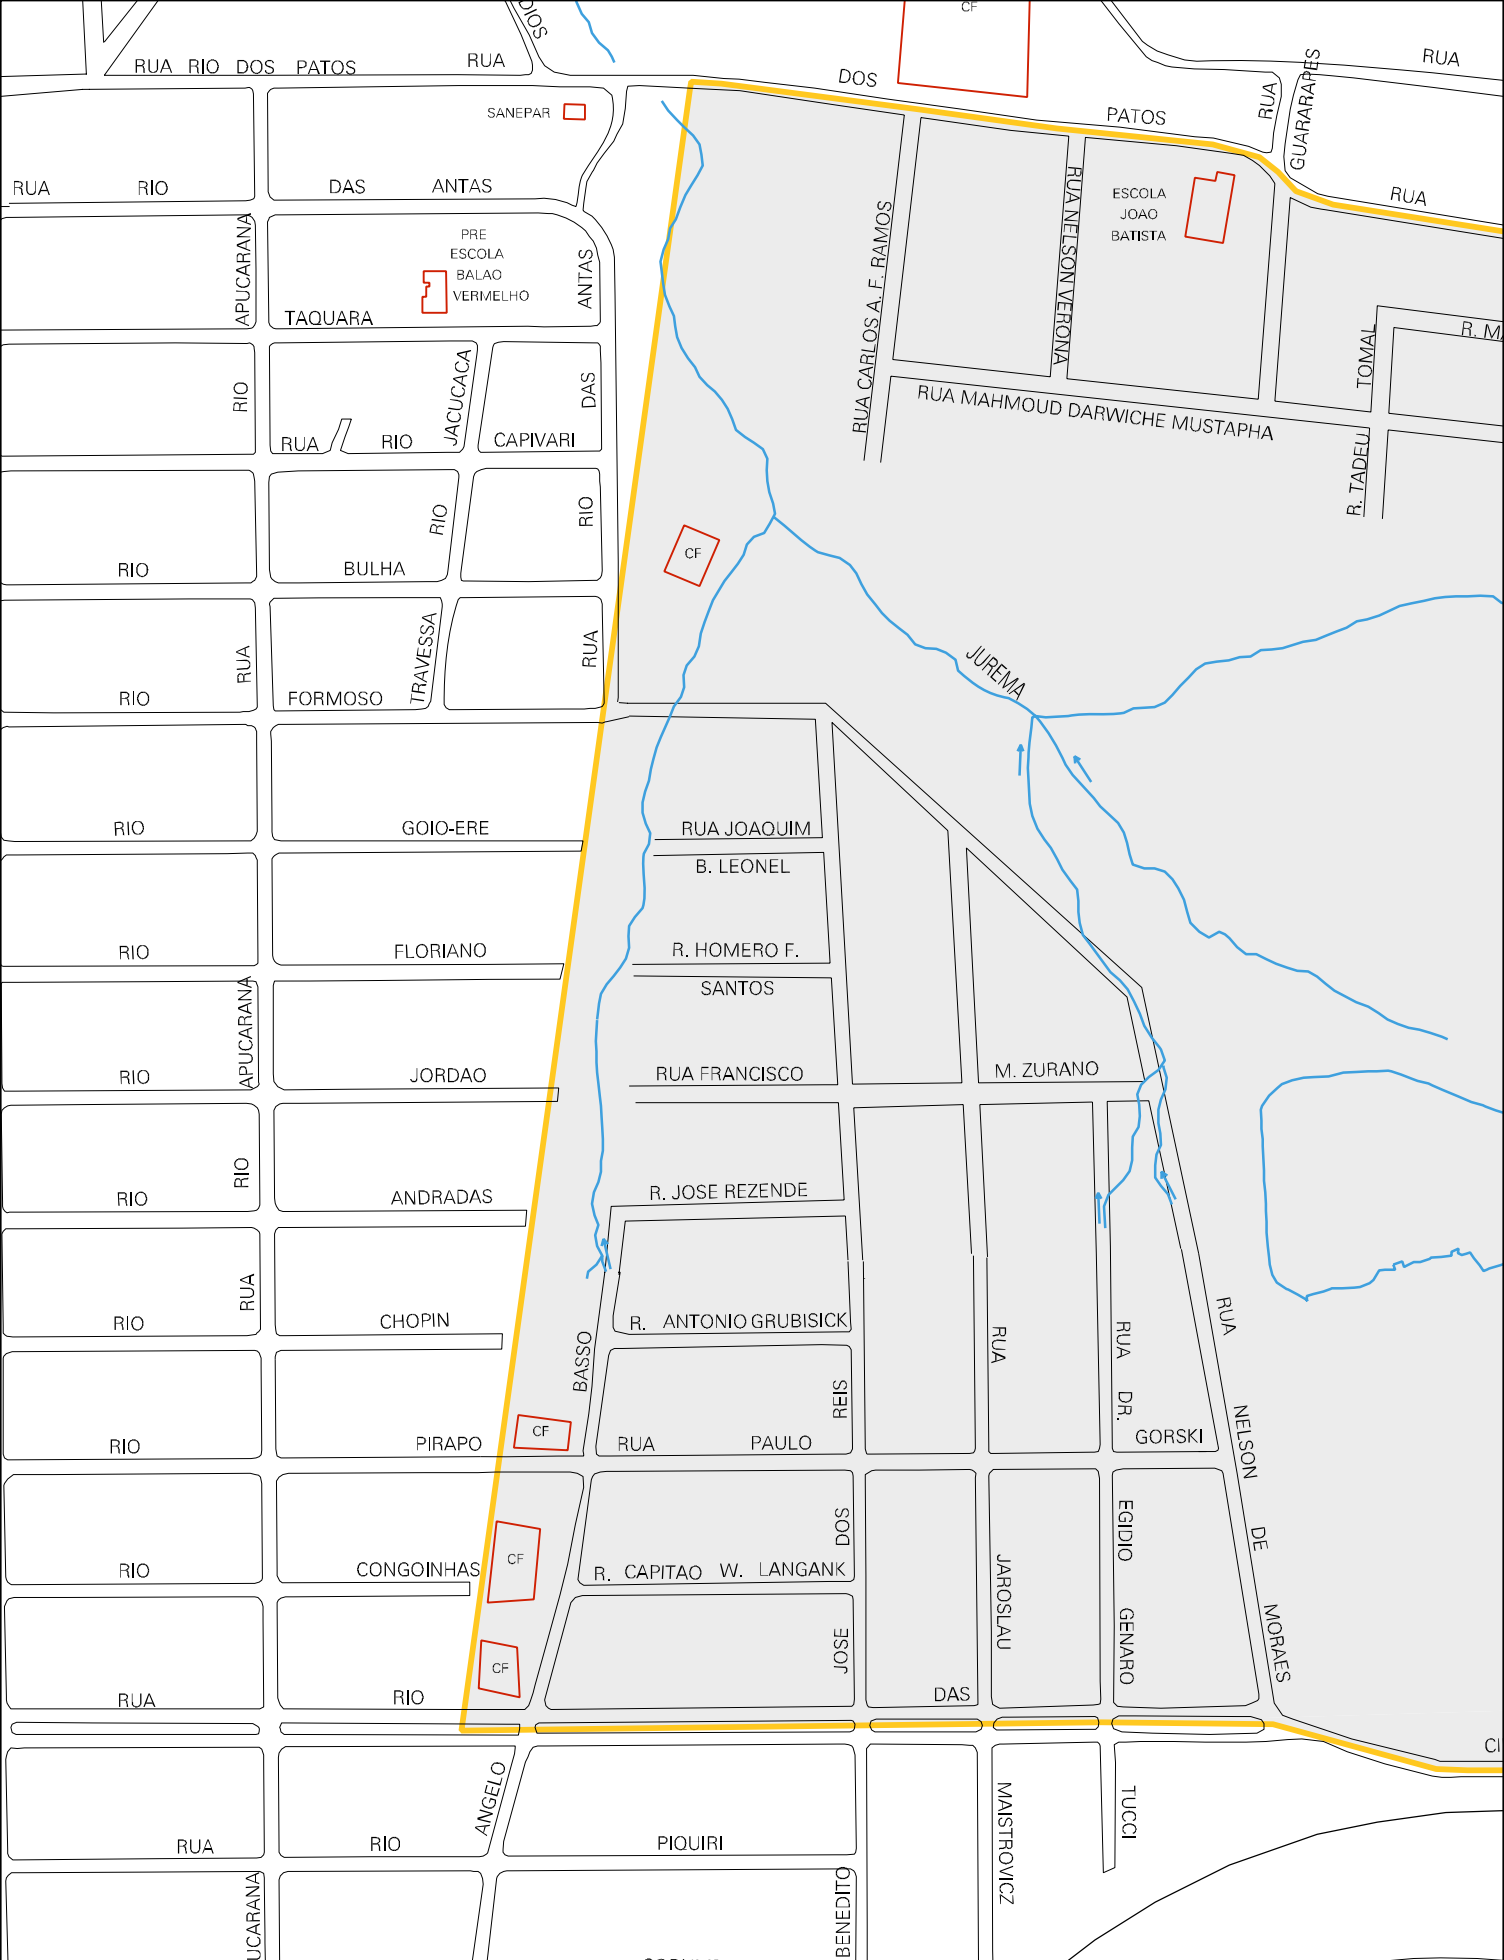 DIOS
CF
RUA RIO DOS PATOS
RUA
DOS
PATOS
RUA
GUARARAPES
RUA
RUA
SANEPAR
RUA RIO DAS ANTAS
PRE
ESCOLA
BALAO
VERMELHO
ESCOLA
JOAO
BATISTA
APUCARANA
ANTAS
RUA CARLOS A. F. RAMOS
RUA NELSON VERONA
TAQUARA
R. MA
TOMAL
RIO
JACUCACA
DAS
RUA MAHMOUD DARWICHE MUSTAPHA
RUA RIO CAPIVARI
R. TADEU
RIO
RIO
CF
RIO BULHA
RUA
TRAVESSA
RUA
JUREMA
RIO FORMOSO
RIO GOIO-ERE
RUA JOAQUIM
B. LEONEL
RIO FLORIANO
R. HOMERO F.
SANTOS
APUCARANA
RIO JORDAO
RUA FRANCISCO M. ZURANO
RIO
RIO ANDRADAS
R. JOSE REZENDE
RUA
RIO CHOPIN
R. ANTONIO GRUBISICK
RUA
RUA
RUA
BASSO
REIS
DR.
CF
RIO PIRAPO
RUA PAULO GORSKI
NELSON
CF
DOS
EGIDIO
DE
RIO CONGOINHAS
R. CAPITAO W. LANGANK
JAROSLAU
JOSE
GENARO
MORAES
CF
RUA RIO DAS
CI
ANGELO
MAISTROVICZ
TUCCI
RUA RIO PIQUIRI
UCARANA
BENEDITO